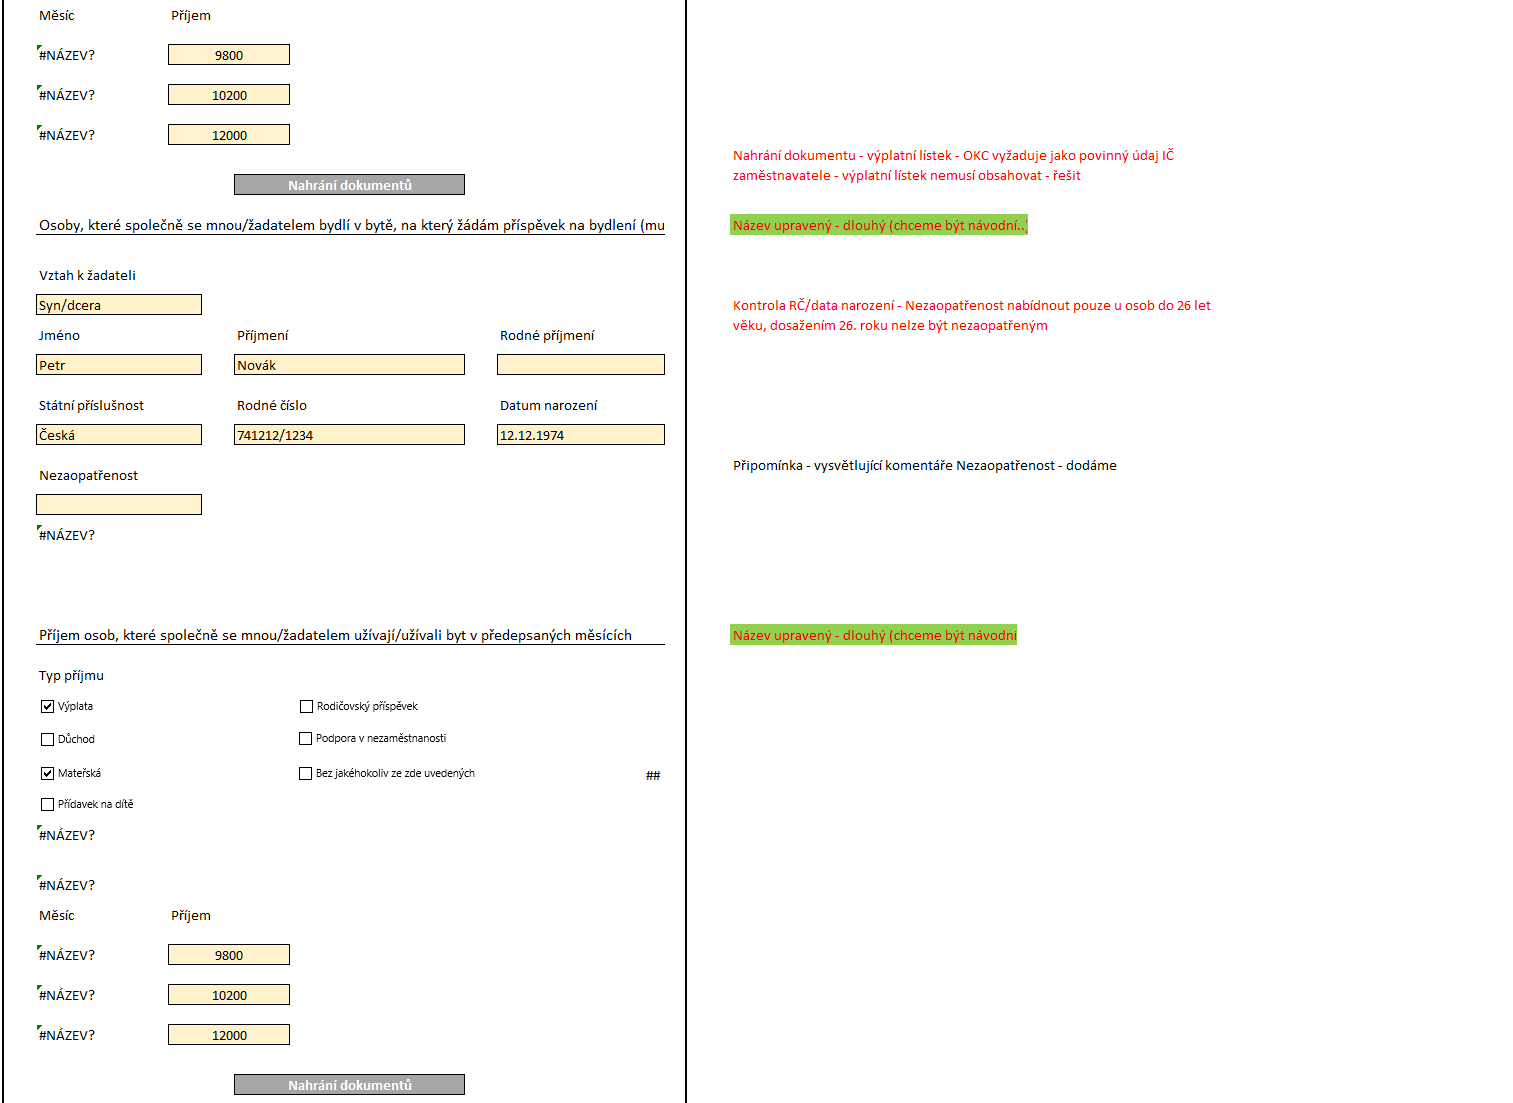 Měsíc Příjem
#NÁZEV? 9800
#NÁZEV? 10200
#NÁZEV? 12000
Nahrání dokumentu - výplatní lístek - OKC vyžaduje jako povinný údaj IČ
zaměstnavatele - výplatní lístek nemusí obsahovat - řešit
Nahrání dokumentů
Osoby, které společně se mnou/žadatelem bydlí v bytě, na který žádám příspěvek na bydlení (mu
Název upravený - dlouhý (chceme být návodní..)
Vztah k žadateli
Syn/dcera
Kontrola RČ/data narození - Nezaopatřenost nabídnout pouze u osob do 26 let
věku, dosažením 26. roku nelze být nezaopatřeným
Jméno Příjmení Rodné příjmení
Petr Novák
Státní příslušnost Rodné číslo Datum narození
Česká 741212/1234 12.12.1974
Připomínka - vysvětlující komentáře Nezaopatřenost - dodáme
Nezaopatřenost
#NÁZEV?
Příjem osob, které společně se mnou/žadatelem užívají/užívali byt v předepsaných měsících
Název upravený - dlouhý (chceme být návodni
Typ příjmu
Výplata Rodičovský příspěvek
Důchod Podpora v nezaměstnanosti
Mateřská Bez jakéhokoliv ze zde uvedených ##
Přídavek na dítě
#NÁZEV?
#NÁZEV?
Měsíc Příjem
#NÁZEV? 9800
#NÁZEV? 10200
#NÁZEV? 12000
Nahrání dokumentů